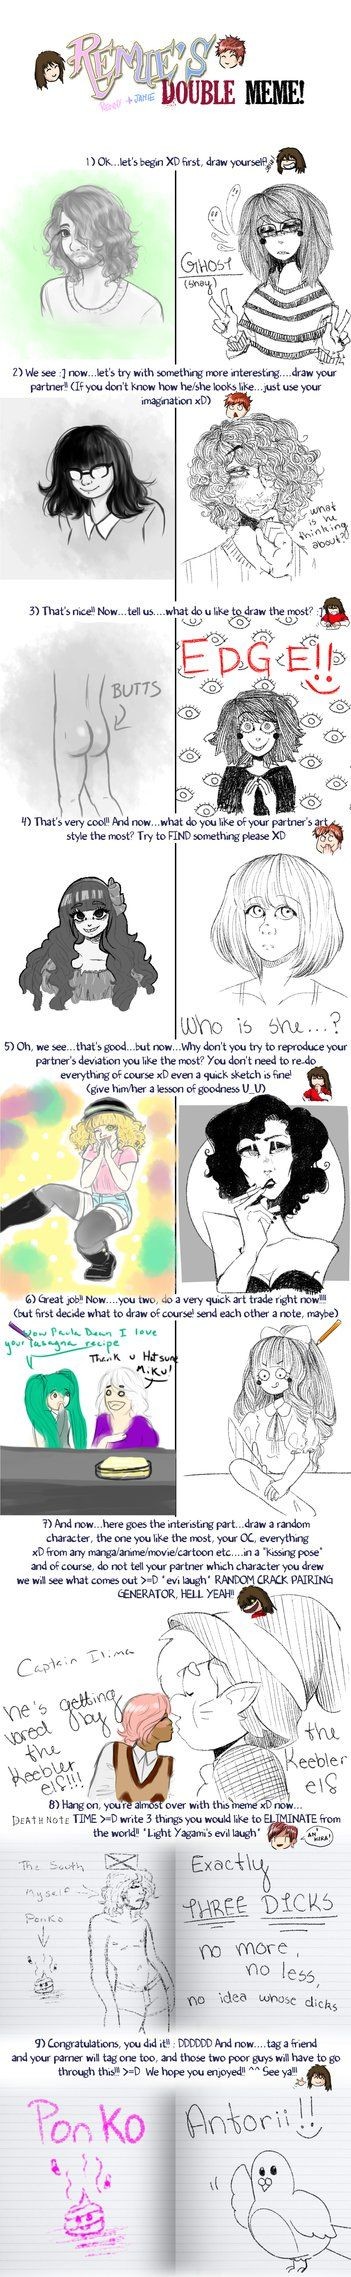 REMIE'S
REMY + JAMIE DOUBLE MEME!
1) Ok...let's begin XD first, draw yourself!
GHOST
(Shay)
2) We see :] now...let's try with something more interesting....draw your
partner!! (If you don't know how he/she looks like...just use your
imagination xD)
what
is he
thinking
about?
3) That's nice!! Now...tell us....what do u like to draw the most? :]
BUTTS
EDGE!!
4) That's very cool!! And now...what do you like of your partner's art
style the most? Try to FIND something please XD
Who is she...?
5) Oh, we see...that's good...but now...Why don't you try to reproduce your
partner's deviation you like the most? You don't need to re-do
everything of course xD even a quick sketch is fine!
(give him/her a lesson of goodness U_U)
6) Great job!! Now....you two, do a very quick art trade right now!!!!
(but first decide what to draw of course! send each other a note, maybe)
Wow Paula Dean I love
your lasagna recipe
Thank u Hatsune
Miku!
7) And now...here goes the interisting part...draw a random
character, the one you like the most, your OC, everything
xD from any manga/anime/movie/cartoon etc....in a "kissing pose"
and of course, do not tell your partner which character you drew
we will see what comes out >=D *evi laugh* RANDOM CRACK PAIRING
GENERATOR, HELL YEAH!!
Captain Ilima
he's getting
vored by
the
Keebler
elf!!!
the
Keebler
elf
8) Hang on, you're almost over with this meme xD now...
DEATH NOTE TIME >=D write 3 things you would like to ELIMINATE from
the world!! *Light Yagami's evil laugh*
The South
Myself
Ponko
Exactly
THREE DICKS
no more,
no less,
no idea whose dicks
9) Congratulations, you did it!! : DDDDDD And now....tag a friend
and your parner will tag one too, and those two poor guys will have to go
through this!!! >=D We hope you enjoyed!! ^^ See ya!!!
Ponko
Antorii!!